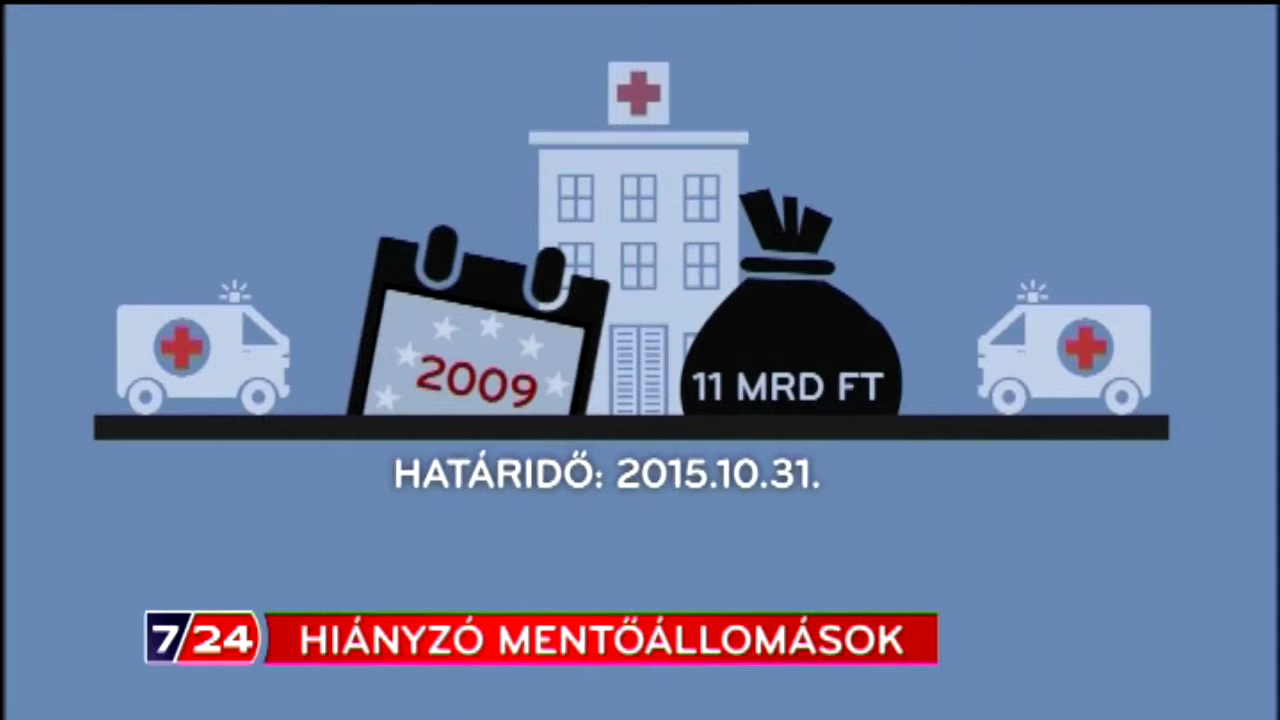 2009
11 MRD FT
HATÁRIDŐ: 2015.10.31.
7/24 HIÁNYZÓ MENTŐÁLLOMÁSOK